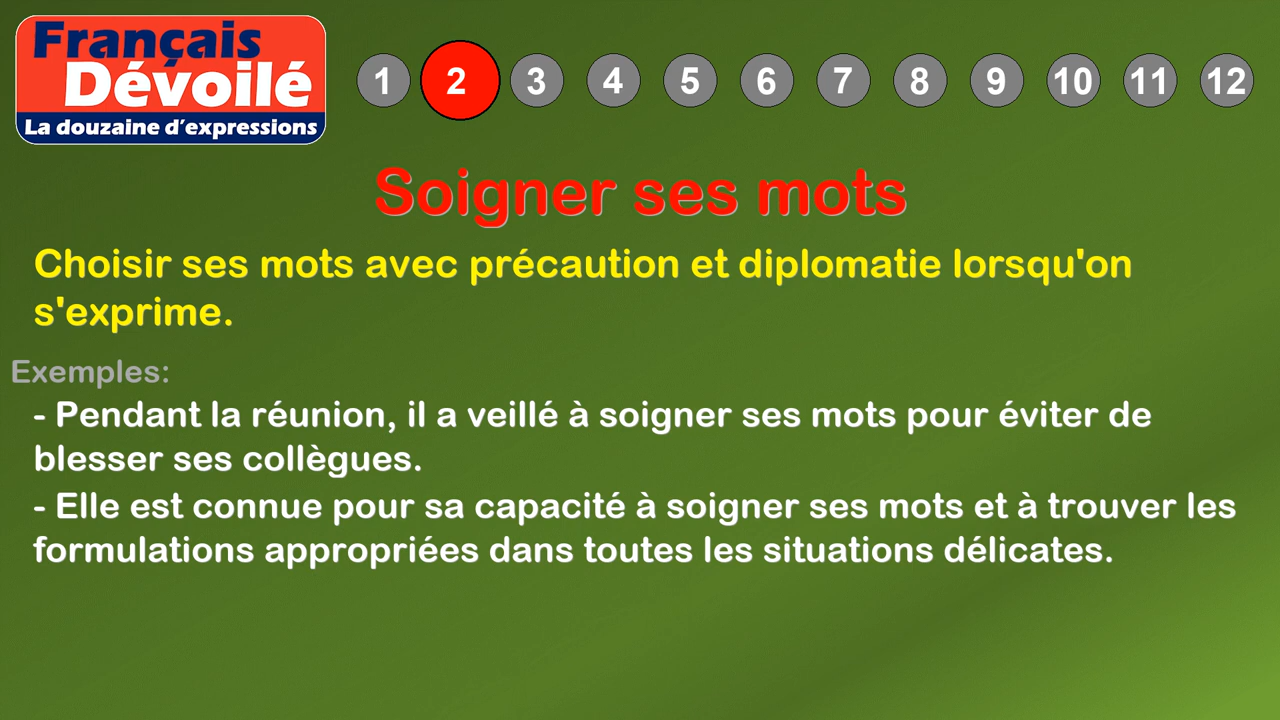 Français
Dévoilé
La douzaine d'expressions
1 2 3 4 5 6 7 8 9 10 11 12
Soigner ses mots
Choisir ses mots avec précaution et diplomatie lorsqu'on
s'exprime.
Exemples:
- Pendant la réunion, il a veillé à soigner ses mots pour éviter de
blesser ses collègues.
- Elle est connue pour sa capacité à soigner ses mots et à trouver les
formulations appropriées dans toutes les situations délicates.